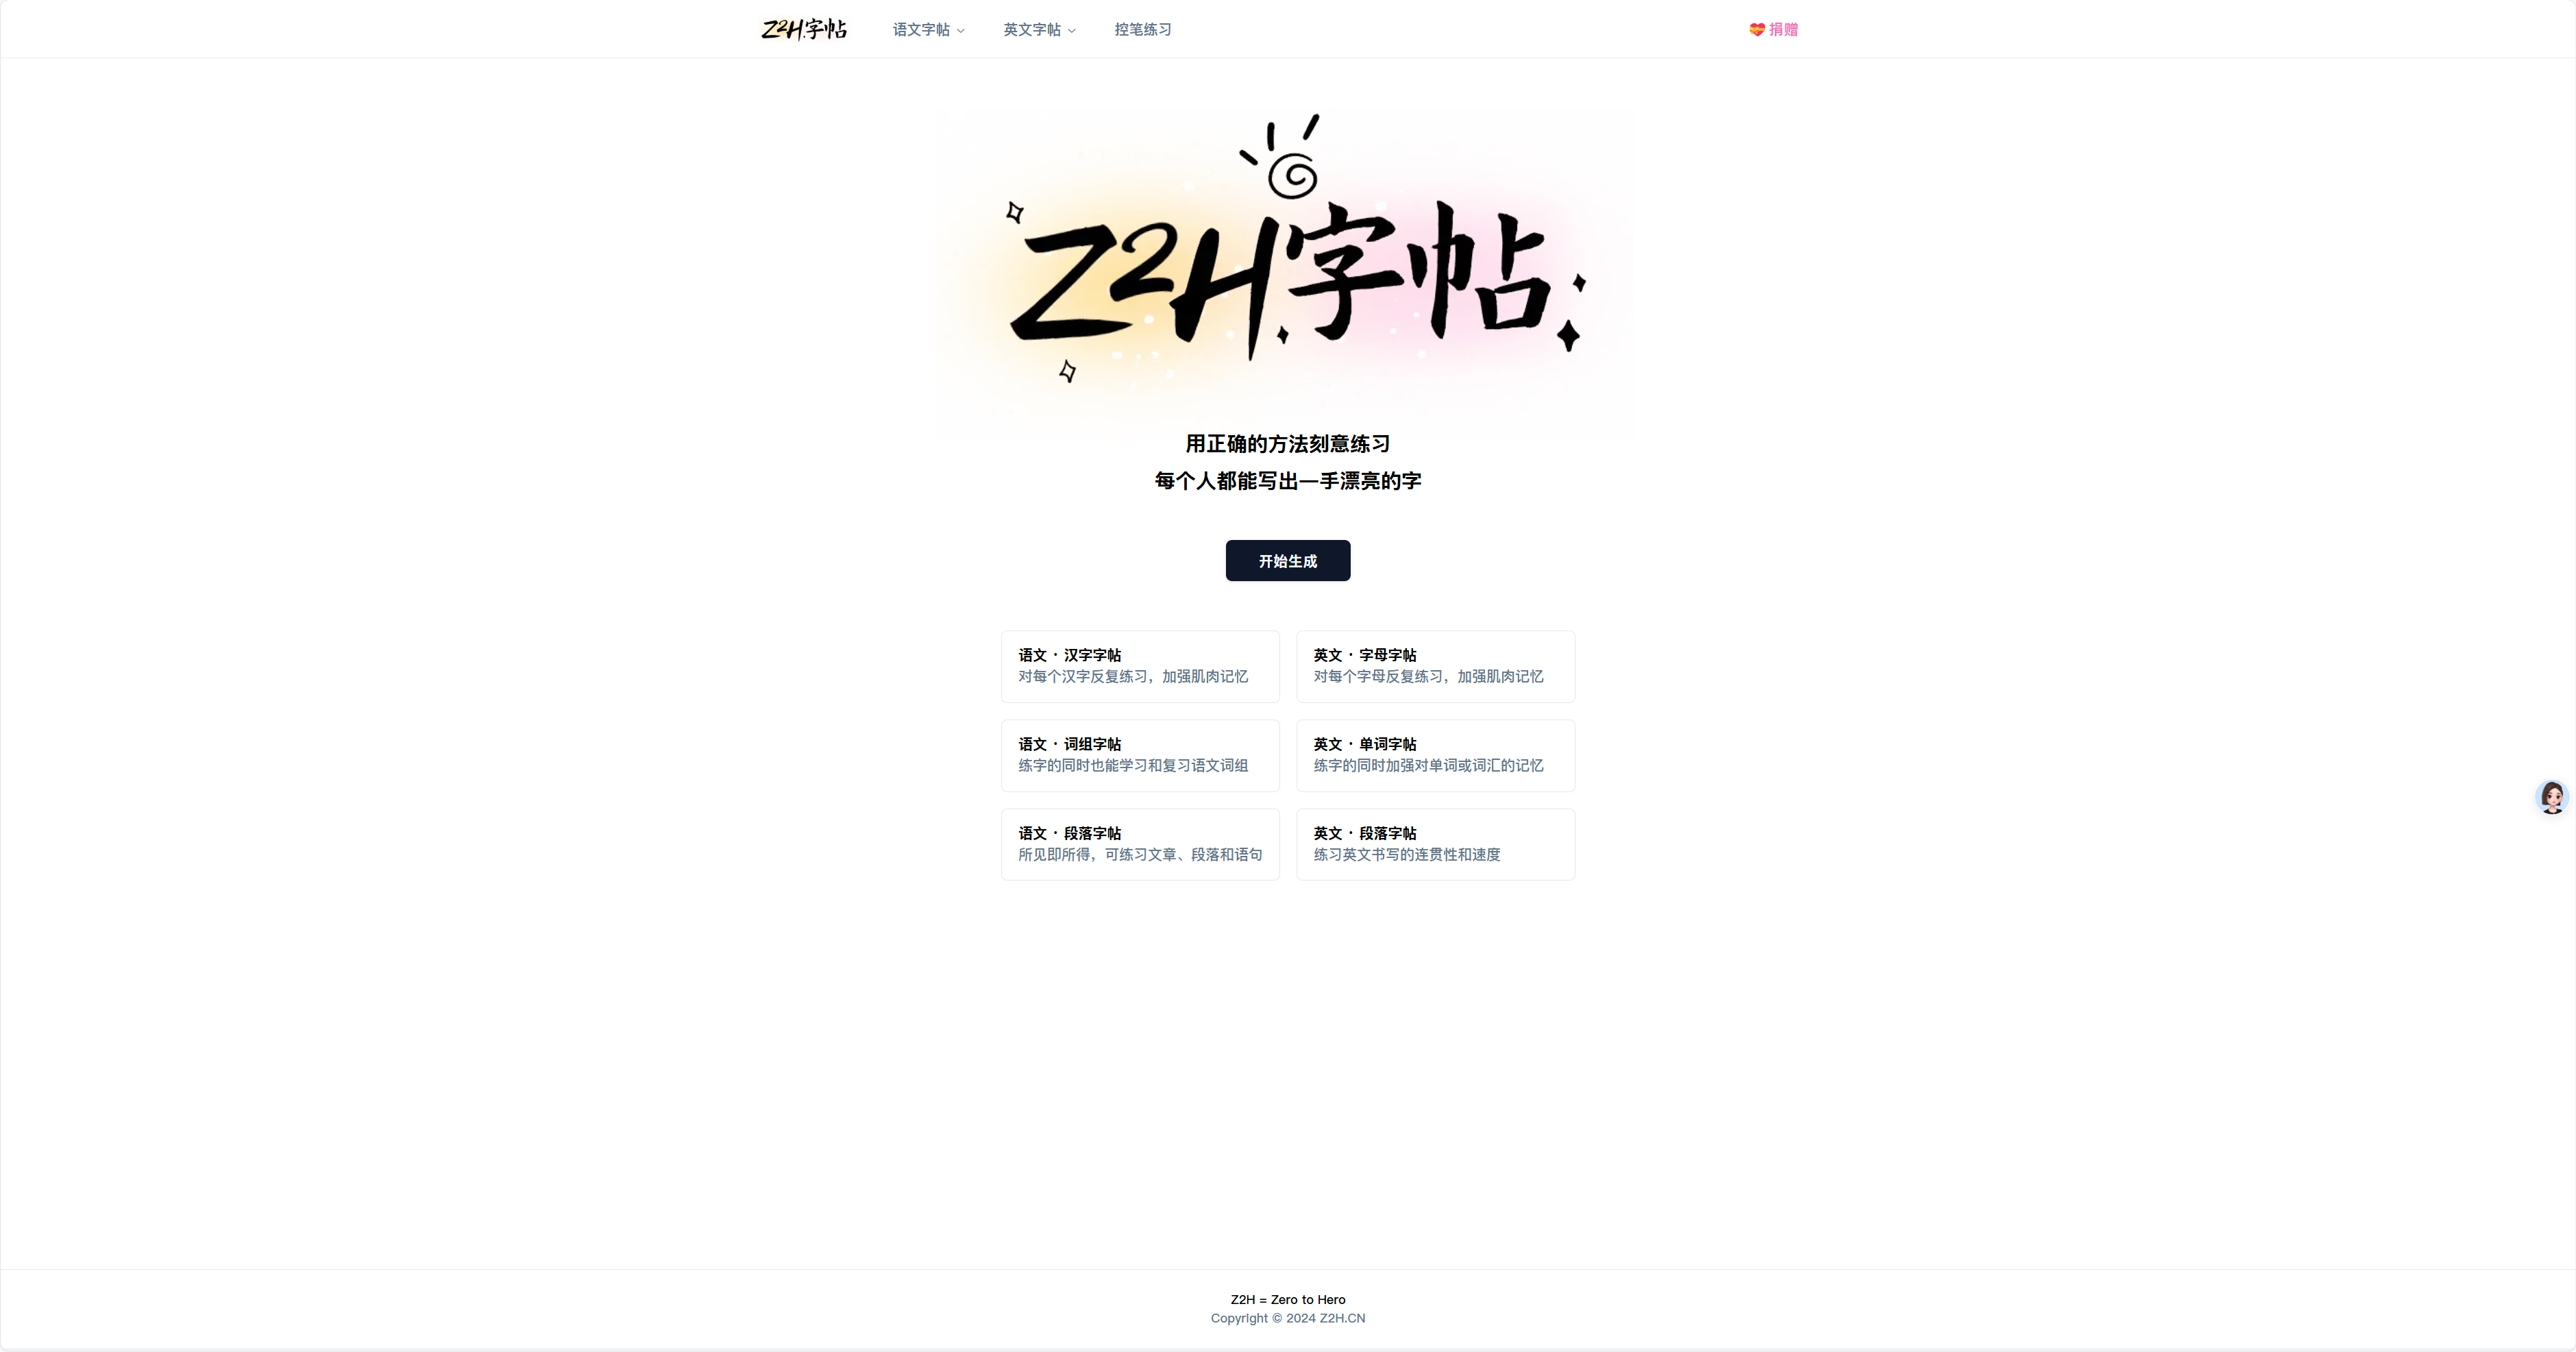 Z2H字帖
语文字帖
英文字帖
控笔练习
捐赠
Z2H字帖
用正确的方法刻意练习
每个人都能写出一手漂亮的字
开始生成
语文 · 汉字字帖
对每个汉字反复练习，加强肌肉记忆
英文 · 字母字帖
对每个字母反复练习，加强肌肉记忆
语文 · 词组字帖
练字的同时也能学习和复习语文词组
英文 · 单词字帖
练字的同时加强对单词或词汇的记忆
语文 · 段落字帖
所见即所得，可练习文章、段落和语句
英文 · 段落字帖
练习英文书写的连贯性和速度
Z2H = Zero to Hero
Copyright © 2024 Z2H.CN